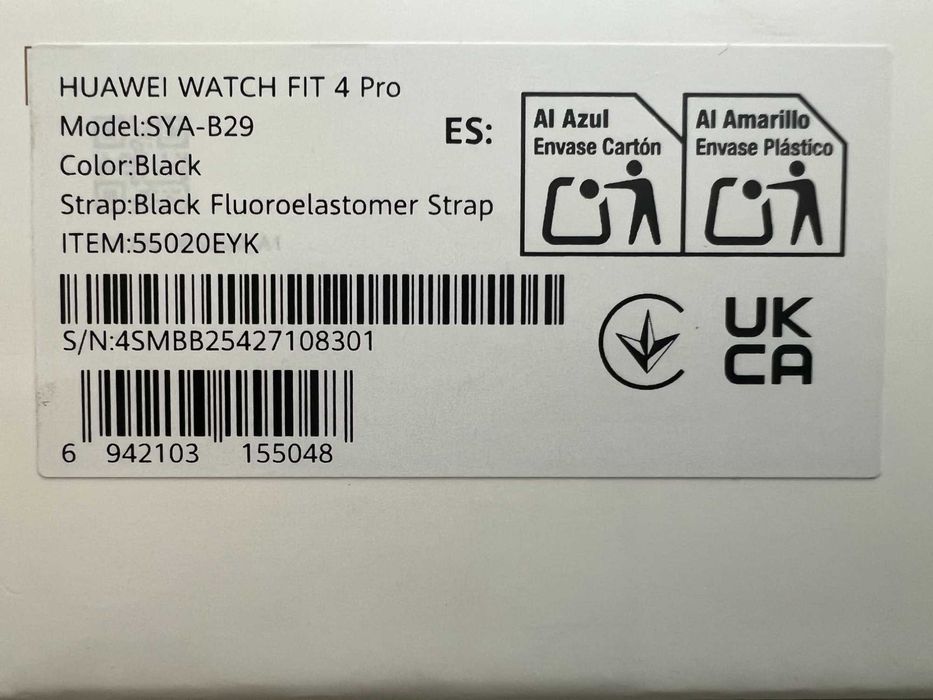 HUAWEI WATCH FIT 4 Pro
Model:SYA-B29
Color:Black
Strap:Black Fluoroelastomer Strap
ITEM:55020EYK
S/N:4SMBB25427108301
6 942103 155048
ES:
Al Azul
Envase Cartón
Al Amarillo
Envase Plástico
UK
CA